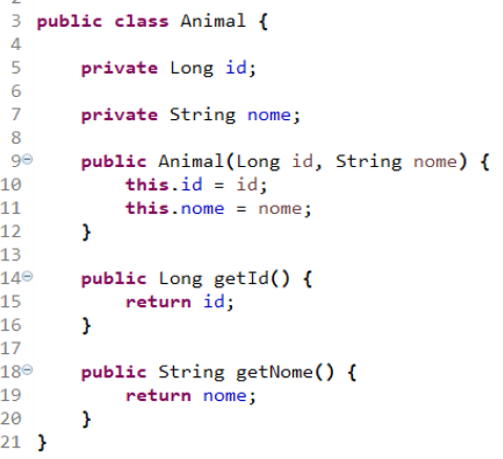 3 public class Animal {
4
5     private Long id;
6
7     private String nome;
8
9     public Animal(Long id, String nome) {
10         this.id = id;
11         this.nome = nome;
12     }
13
14     public Long getId() {
15         return id;
16     }
17
18     public String getNome() {
19         return nome;
20     }
21 }